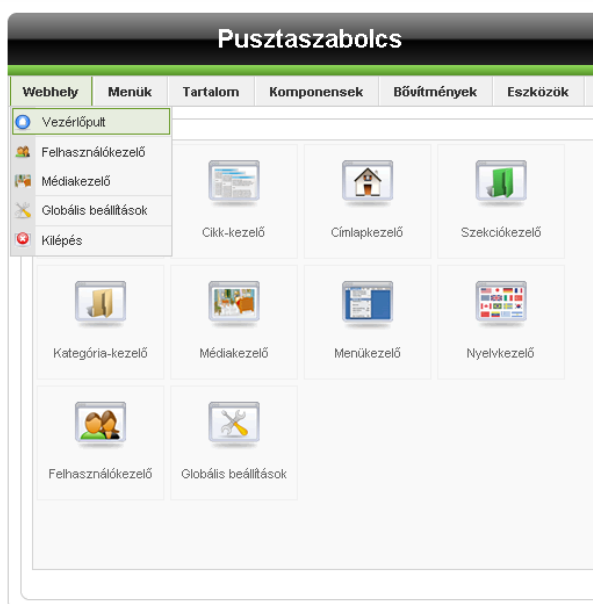 Pusztaszabolcs
Webhely Menük Tartalom Komponensek Bővítmények Eszközök
Vezérlőpult
Felhasználókezelő
Médiakezelő
Globális beállítások
Kilépés
Cikk-kezelő Címlapkezelő Szekciókezelő
Kategória-kezelő Médiakezelő Menükezelő Nyelvkezelő
Felhasználókezelő Globális beállítások